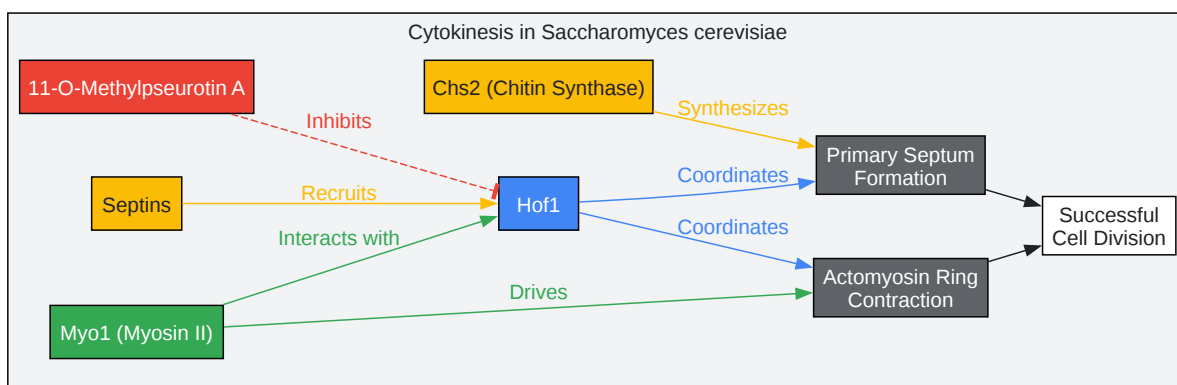 Cytokinesis in Saccharomyces cerevisiae
11-O-Methylpseurotin A
Chs2 (Chitin Synthase)
Inhibits
Synthesizes
Primary Septum
Formation
Septins
Recruits
Hof1
Coordinates
Successful
Cell Division
Interacts with
Coordinates
Actomyosin Ring
Contraction
Drives
Myo1 (Myosin II)